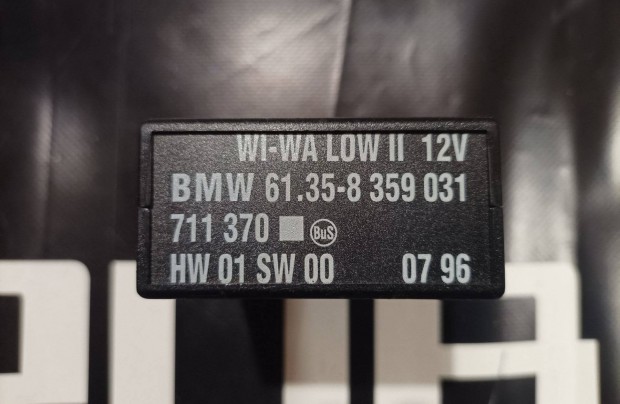 WI-WA LOW II 12V
BMW 61.35-8 359 031
711 370 BuS
HW 01 SW 00 07 96